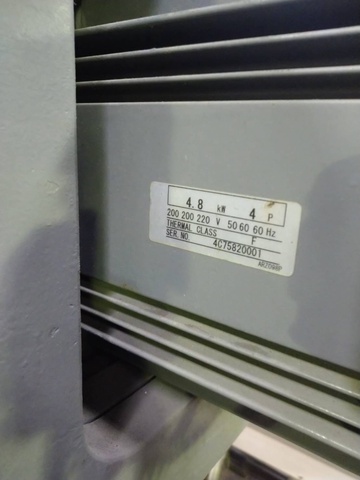 4.8 kW 4 P
200 200 220 V 50 60 60 Hz
THERMAL CLASS F
SER. NO. 4C75820001